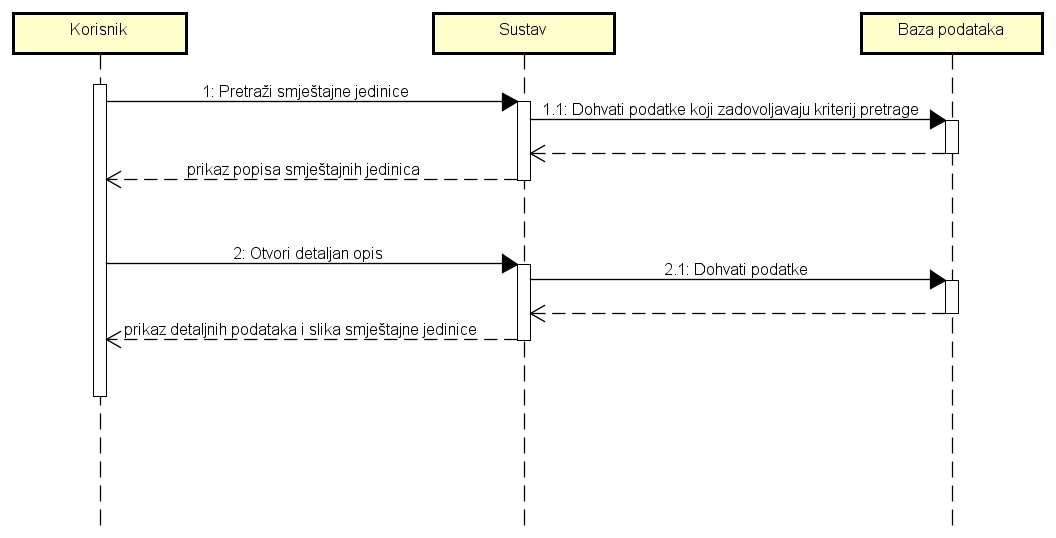 Korisnik
Sustav
Baza podataka
1: Pretraži smještajne jedinice
1.1: Dohvati podatke koji zadovoljavaju kriterij pretrage
prikaz popisa smještajnih jedinica
2: Otvori detaljan opis
2.1: Dohvati podatke
prikaz detaljnih podataka i slika smještajne jedinice